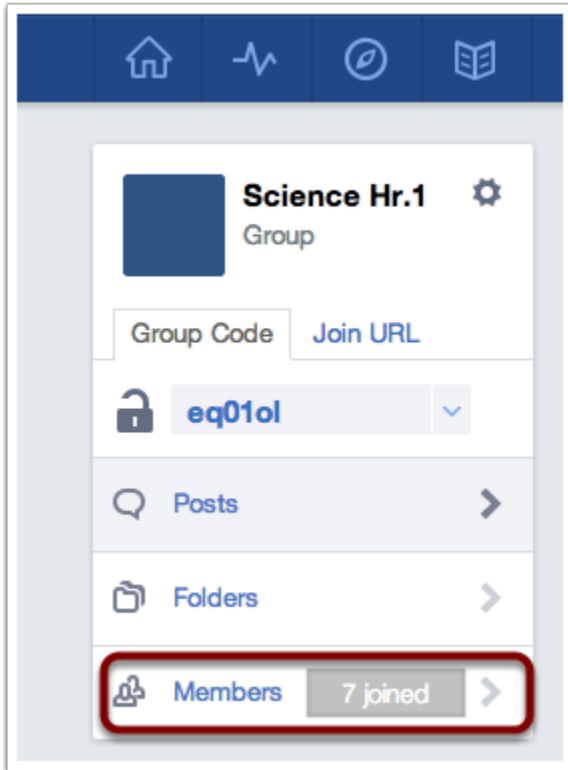 Science Hr.1
Group
Group Code Join URL
eq01ol
Posts
Folders
Members 7 joined